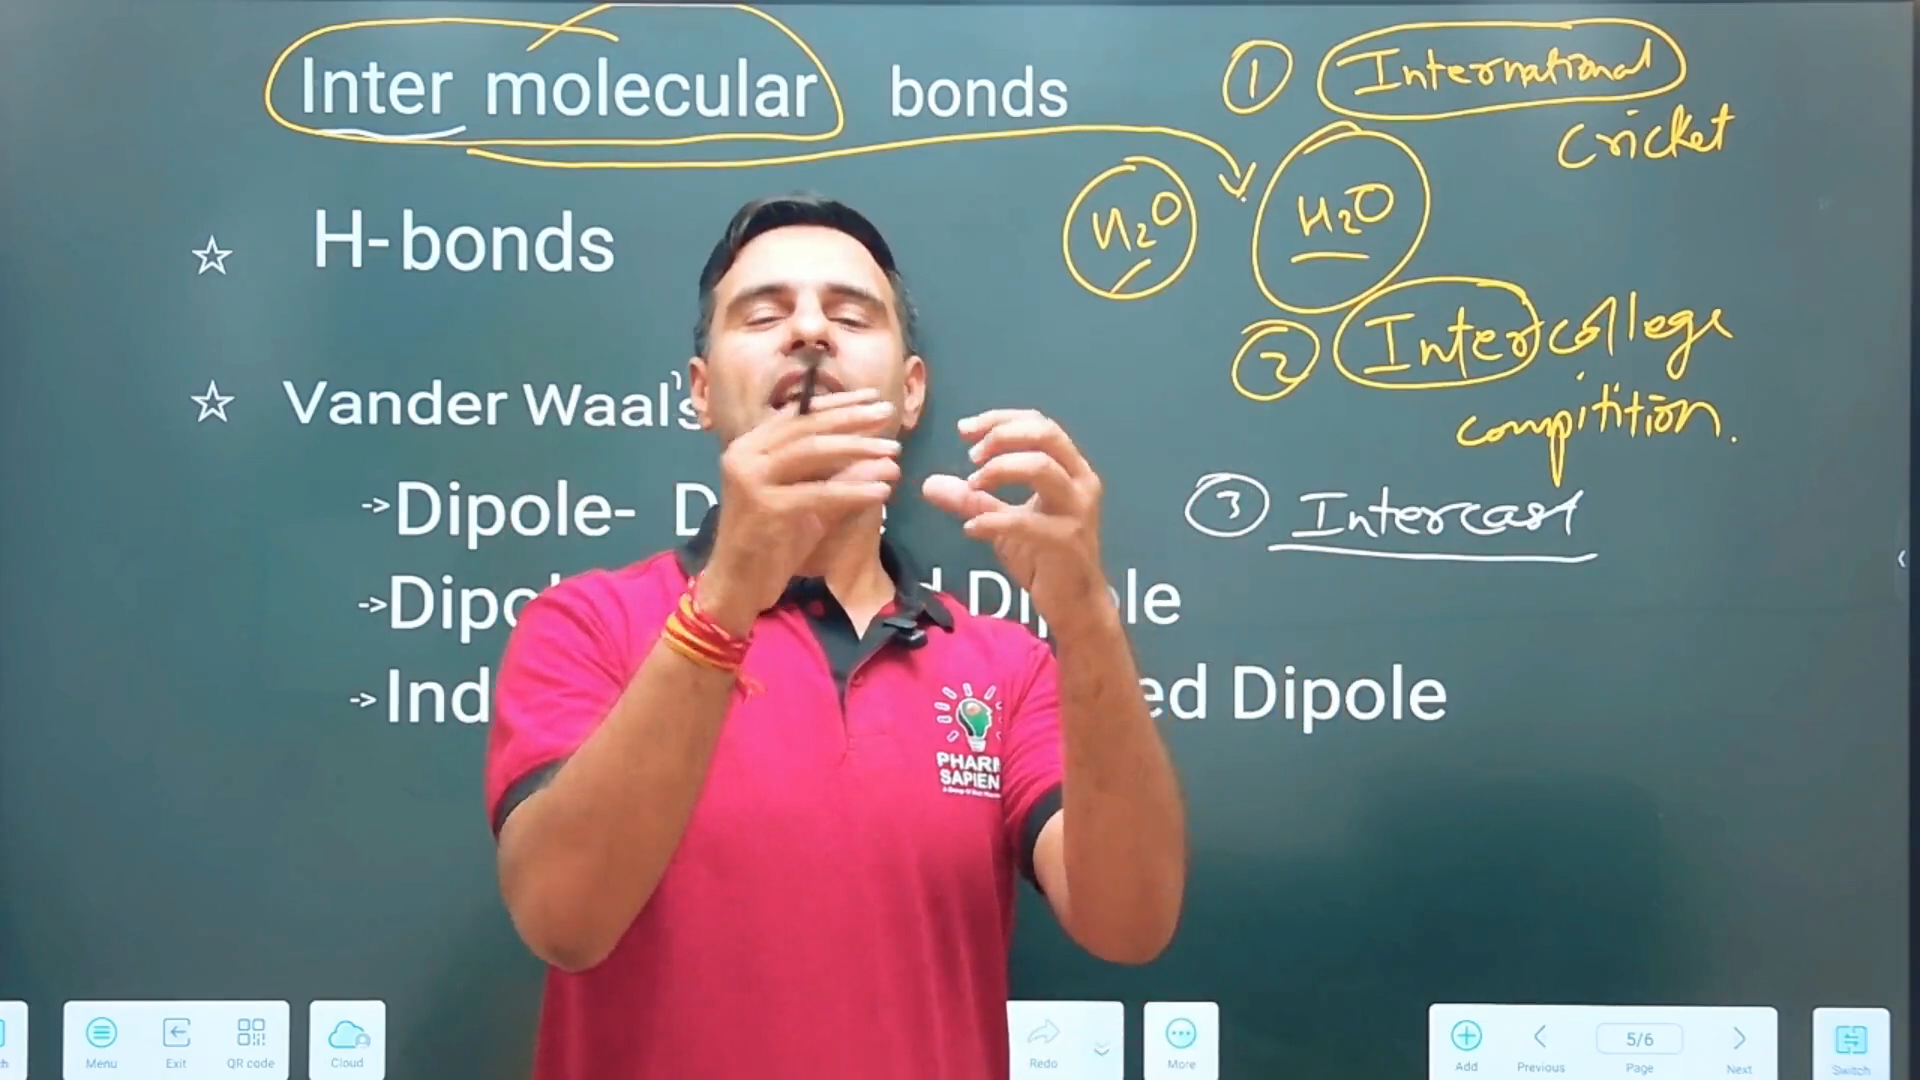 Inter molecular bonds
H-bonds
Vander Waal's
->Dipole- D
->Dipo d Di le
->Ind ed Dipole
① International
cricket
H₂O H₂O
② Intercollege
compitition.
③ Intercast
PHARM
SAPIEN
Menu Exit QR code Cloud Redo More Add Previous 5/6 Page Next Switch